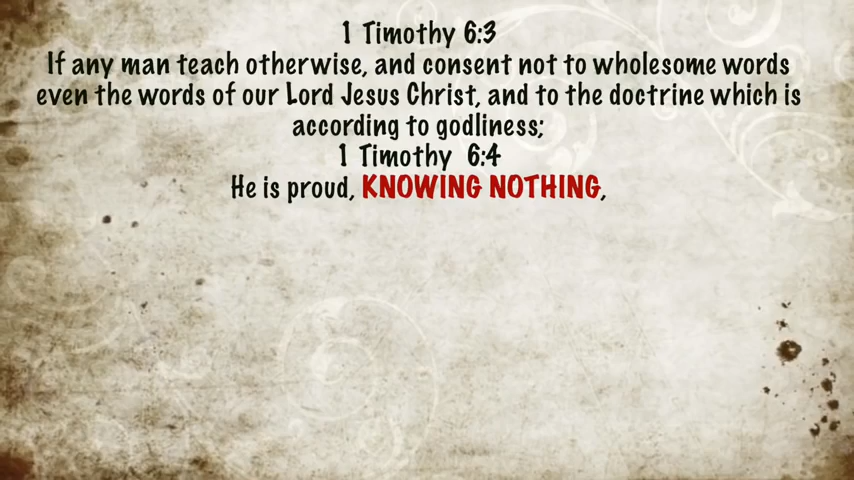 1 Timothy 6:3
If any man teach otherwise, and consent not to wholesome words
even the words of our Lord Jesus Christ, and to the doctrine which is
according to godliness;
1 Timothy 6:4
He is proud, KNOWING NOTHING,